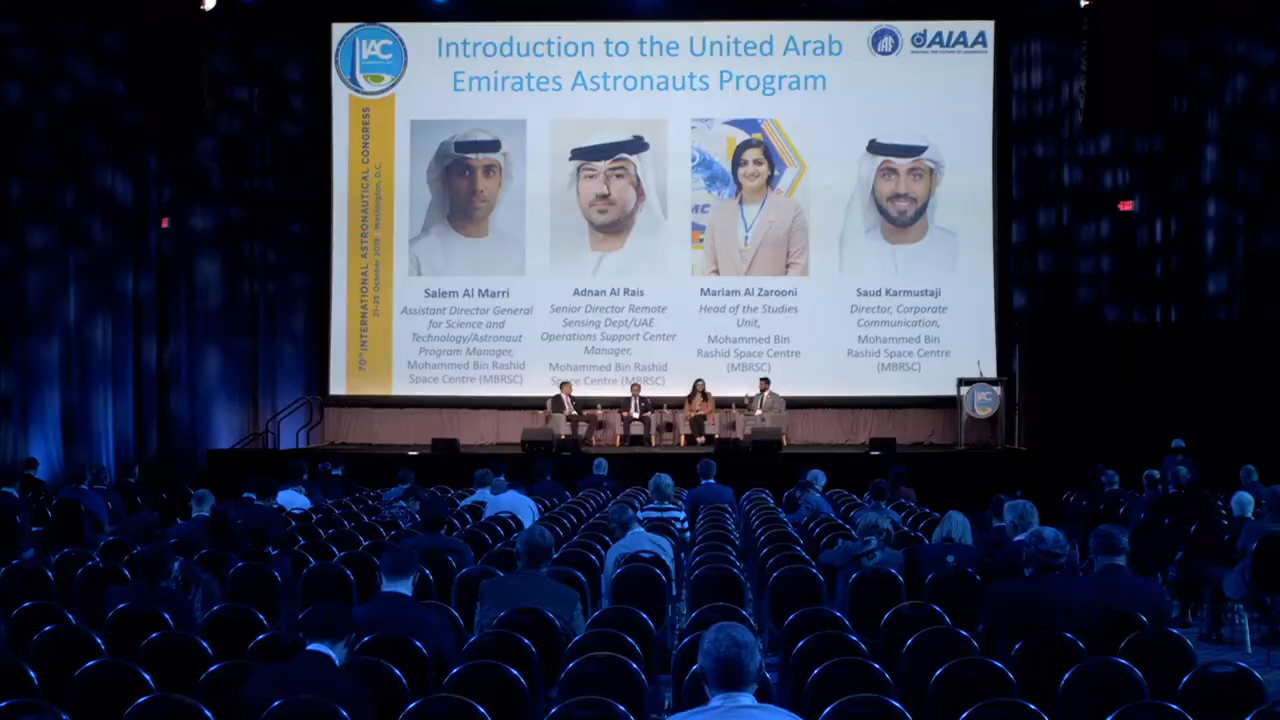 Introduction to the United Arab
Emirates Astronauts Program
IAC
IAF
AIAA
70th INTERNATIONAL ASTRONAUTICAL CONGRESS
21-25 October 2019 Washington, D.C.
Salem Al Marri
Assistant Director General
for Science and
Technology/Astronaut
Program Manager,
Mohammed Bin Rashid
Space Centre (MBRSC)
Adnan Al Rais
Senior Director Remote
Sensing Dept/UAE
Operations Support Center
Manager,
Mohammed Bin Rashid
Space Centre (MBRSC)
Mariam Al Zarooni
Head of the Studies
Unit,
Mohammed Bin
Rashid Space Centre
(MBRSC)
Saud Karmustaji
Director, Corporate
Communication,
Mohammed Bin
Rashid Space Centre
(MBRSC)
IAC